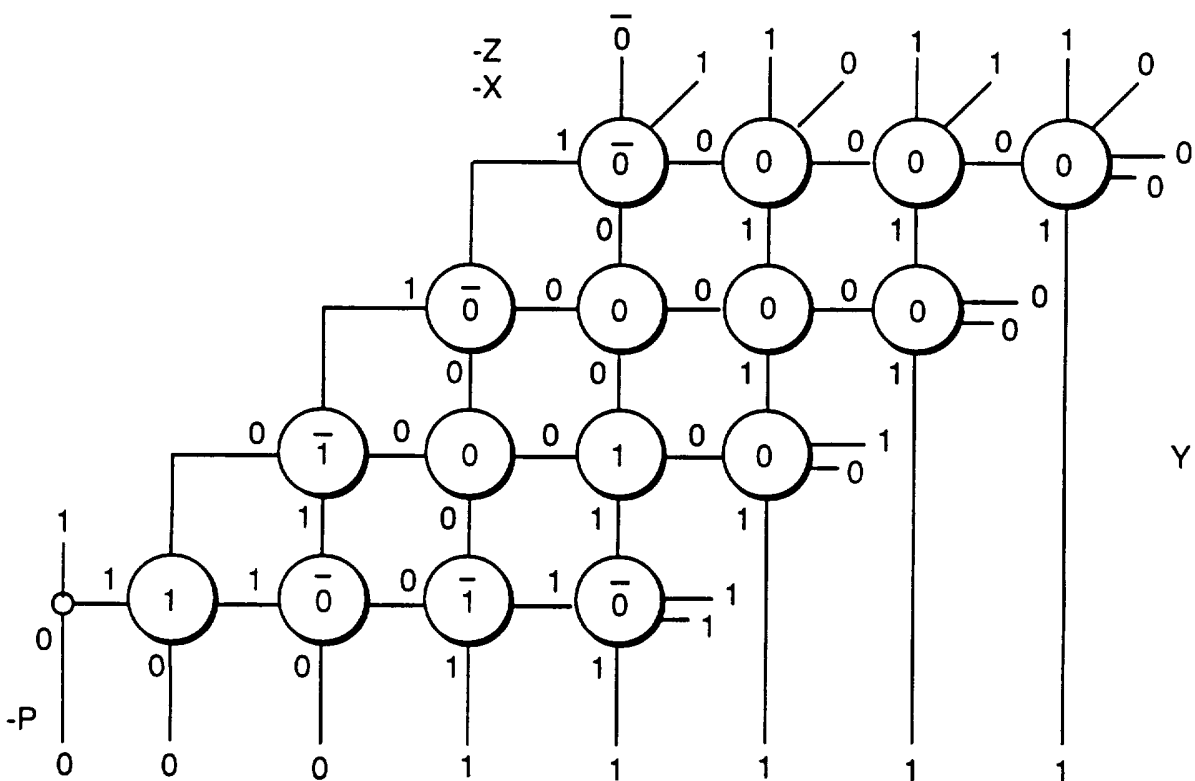 0̅
-Z 1 1 1
1 0 1 0
-X
1 0̅ 0 0 0 0 0 0 0
0
0 1 1 1
1 0̅ 0 0 0 0 0 0 0
0
0 0 1 1
0 1̅ 0 0 0 1 0 0 1 Y
0
1 0 1 1
1
1 1 1 0̅ 0 1̅ 1 0̅ 1
1
0
0 0 1 1
-P
0 0 0 1 1 1 1 1